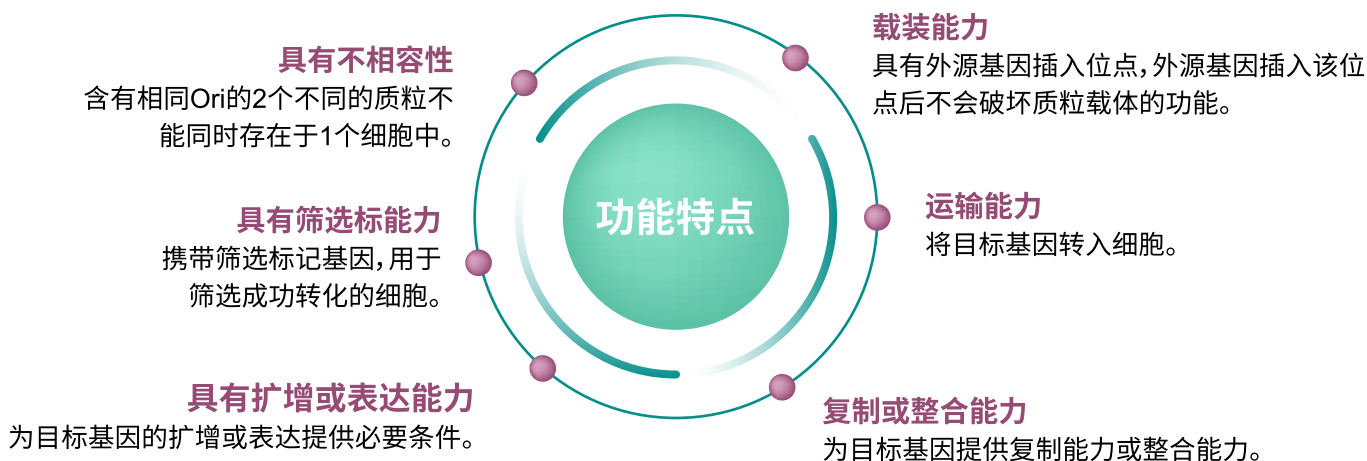 功能特点
载装能力
具有外源基因插入位点，外源基因插入该位
点后不会破坏质粒载体的功能。
运输能力
将目标基因转入细胞。
复制或整合能力
为目标基因提供复制能力或整合能力。
具有扩增或表达能力
为目标基因的扩增或表达提供必要条件。
具有筛选标能力
携带筛选标记基因，用于
筛选成功转化的细胞。
具有不相容性
含有相同Ori的2个不同的质粒不
能同时存在于1个细胞中。